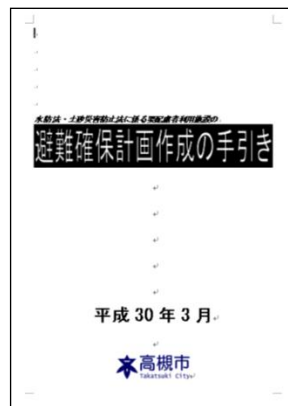 水防法・土砂災害防止法に係る要配慮者利用施設の
避難確保計画作成の手引き
平成 30 年 3 月
高槻市
Takatsuki City